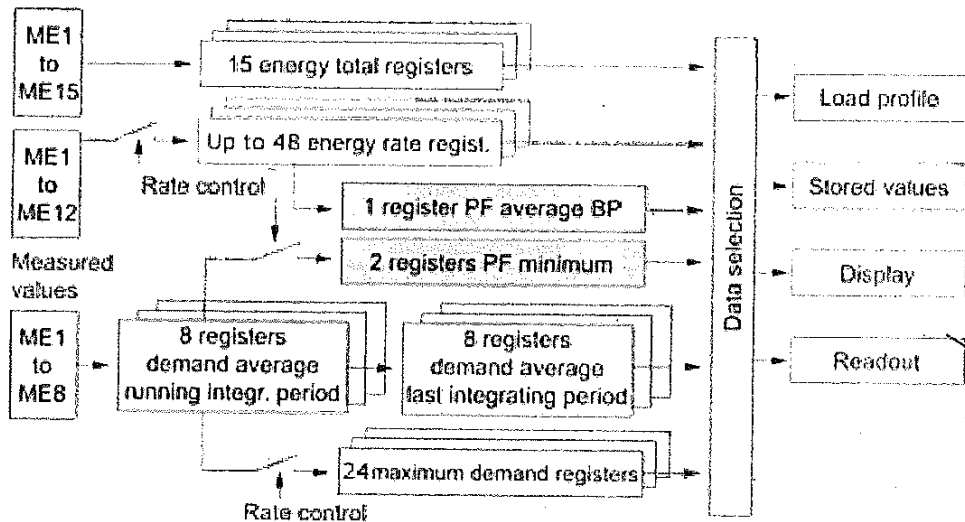 ME1
to
ME15
15 energy total registers
Load profile
ME1
to
ME12
Up to 48 energy rate regist.
Rate control
Stored values
1 register PF average BP
2 registers PF minimum
Measured
values
Data selection
Display
ME1
to
ME8
8 registers
demand average
running integr. period
8 registers
demand average
last integrating period
Readout
24 maximum demand registers
Rate control